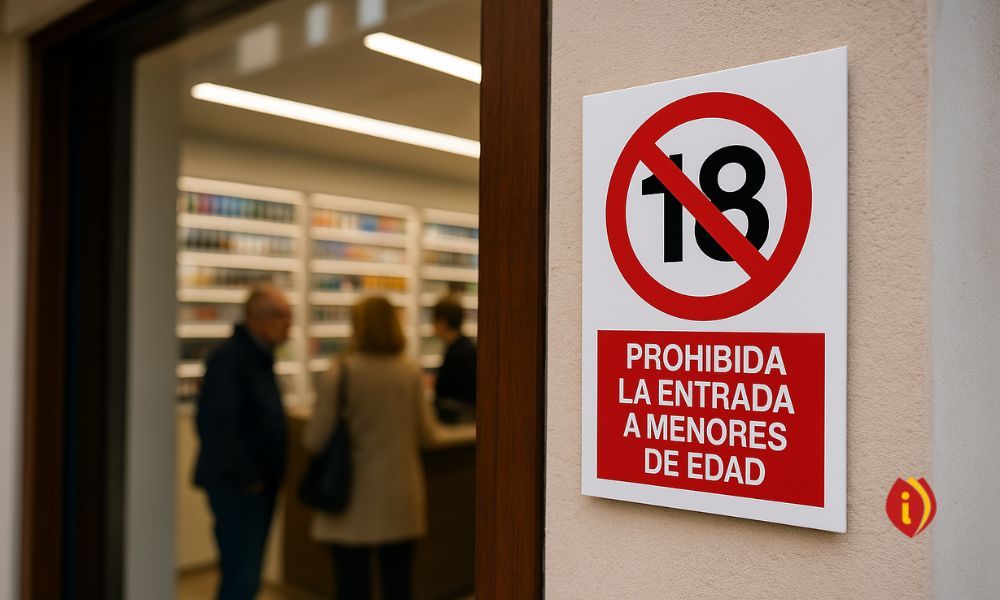 18
PROHIBIDA
LA ENTRADA
A MENORES
DE EDAD
i